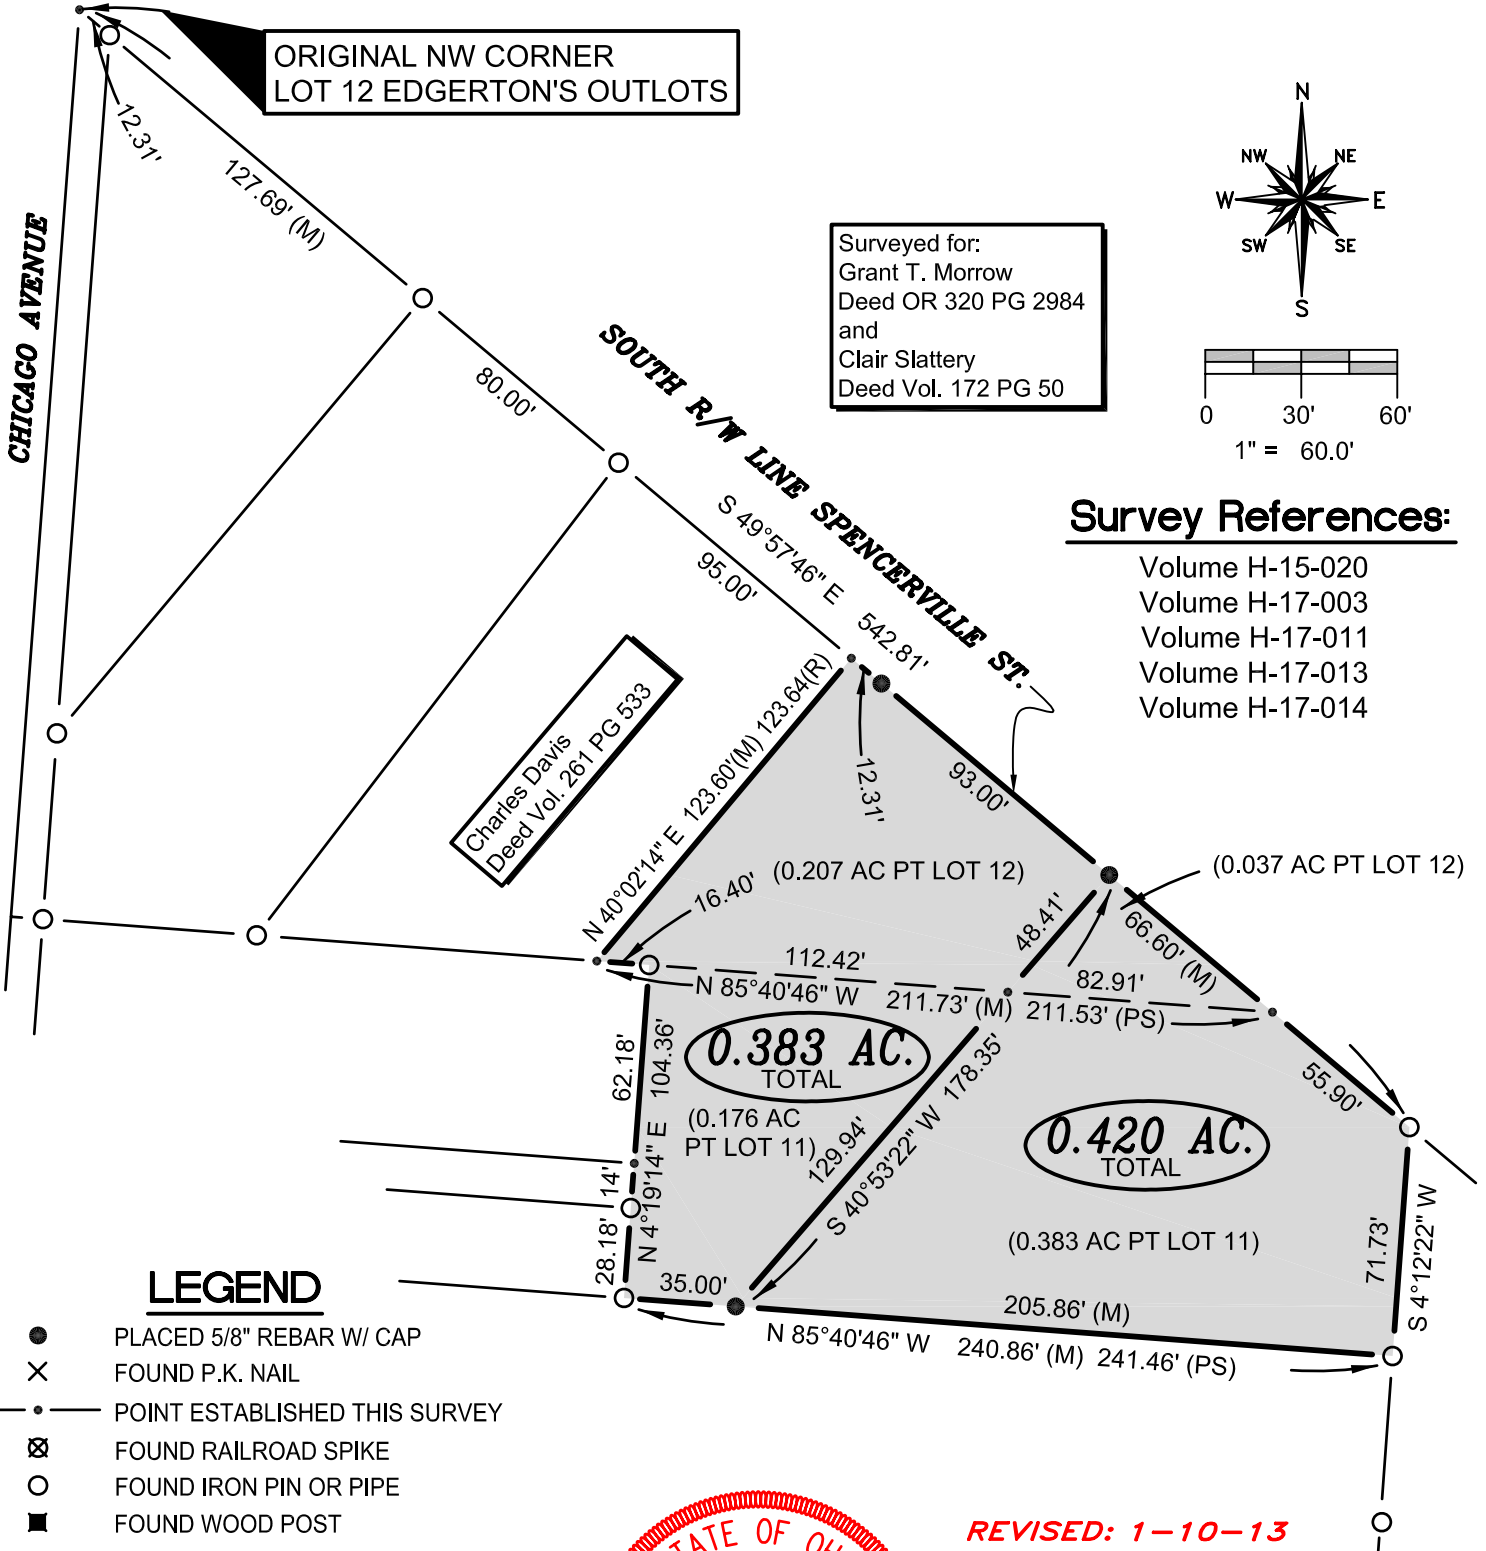 ORIGINAL NW CORNER
LOT 12 EDGERTON'S OUTLOTS
12.31'
127.69' (M)
CHICAGO AVENUE
80.00'
SOUTH R/W LINE SPENCERVILLE ST.
S 49°57'46" E 542.81'
95.00'
Surveyed for:
Grant T. Morrow
Deed OR 320 PG 2984
and
Clair Slattery
Deed Vol. 172 PG 50
N
NW
NE
W
E
SW
SE
S
0 30' 60'
1" = 60.0'
Survey References:
Volume H-15-020
Volume H-17-003
Volume H-17-011
Volume H-17-013
Volume H-17-014
Charles Davis
Deed Vol. 261 PG 533
N 40°02'14" E 123.60'(M) 123.64(R)
12.31'
93.00'
(0.207 AC PT LOT 12)
(0.037 AC PT LOT 12)
16.40'
48.41'
66.60' (M)
112.42'
82.91'
N 85°40'46" W 211.73' (M) 211.53' (PS)
62.18'
N 4°19'14" E 104.36'
0.383 AC.
TOTAL
(0.176 AC
PT LOT 11)
129.94'
S 40°53'22" W 178.35'
55.90'
0.420 AC.
TOTAL
(0.383 AC PT LOT 11)
71.73'
S 4°12'22" W
14'
28.18'
35.00'
205.86' (M)
N 85°40'46" W 240.86' (M) 241.46' (PS)
LEGEND
PLACED 5/8" REBAR W/ CAP
FOUND P.K. NAIL
POINT ESTABLISHED THIS SURVEY
FOUND RAILROAD SPIKE
FOUND IRON PIN OR PIPE
FOUND WOOD POST
OF
REVISED: 1-10-13